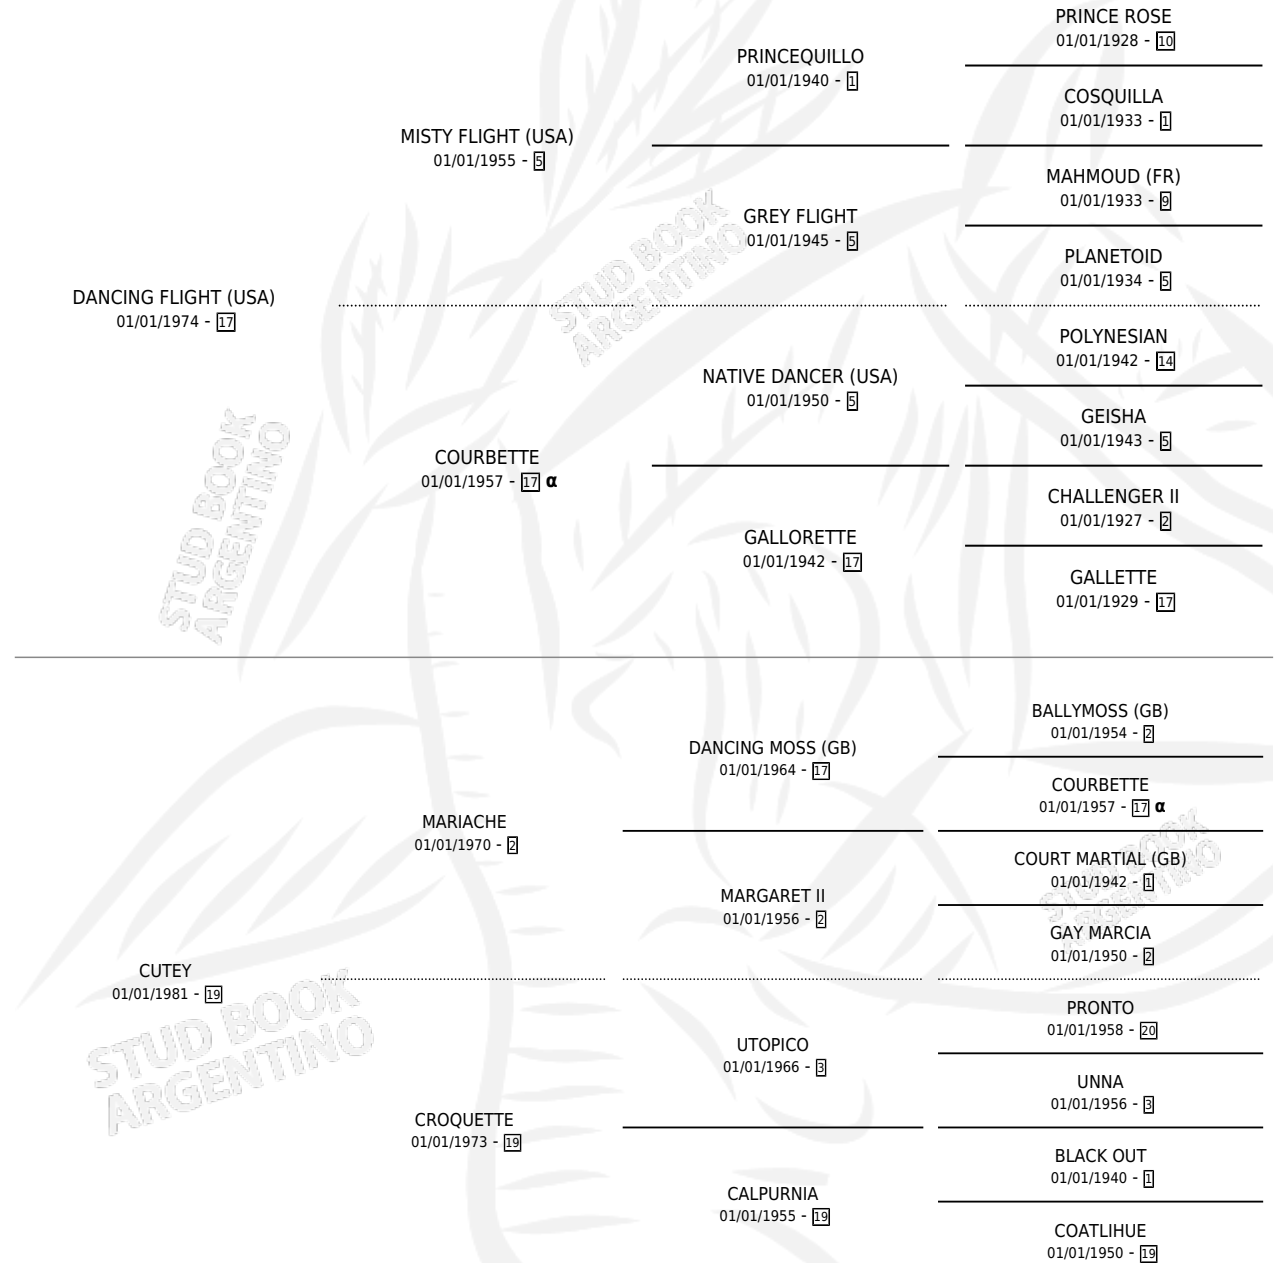 PRINCE ROSE
01/01/1928 - 10
PRINCEQUILLO
01/01/1940 - 1
COSQUILLA
01/01/1933 - 1
MISTY FLIGHT (USA)
01/01/1955 - 5
MAHMOUD (FR)
01/01/1933 - 9
GREY FLIGHT
01/01/1945 - 5
PLANETOID
01/01/1934 - 5
STUD BOOK
ARGENTINO
DANCING FLIGHT (USA)
01/01/1974 - 17
POLYNESIAN
01/01/1942 - 14
NATIVE DANCER (USA)
01/01/1950 - 5
GEISHA
01/01/1943 - 5
COURBETTE
01/01/1957 - 17 α
CHALLENGER II
01/01/1927 - 2
GALLORETTE
01/01/1942 - 17
GALLETTE
01/01/1929 - 17
STUD BOOK
ARGENTINO
BALLYMOSS (GB)
01/01/1954 - 2
DANCING MOSS (GB)
01/01/1964 - 17
COURBETTE
01/01/1957 - 17 α
MARIACHE
01/01/1970 - 2
COURT MARTIAL (GB)
01/01/1942 - 1
MARGARET II
01/01/1956 - 2
GAY MARCIA
01/01/1950 - 2
STUD BOOK
ARGENTINO
CUTEY
01/01/1981 - 19
PRONTO
01/01/1958 - 20
UTOPICO
01/01/1966 - 3
UNNA
01/01/1956 - 3
STUD BOOK
ARGENTINO
CROQUETTE
01/01/1973 - 19
BLACK OUT
01/01/1940 - 1
CALPURNIA
01/01/1955 - 19
COATLIHUE
01/01/1950 - 19